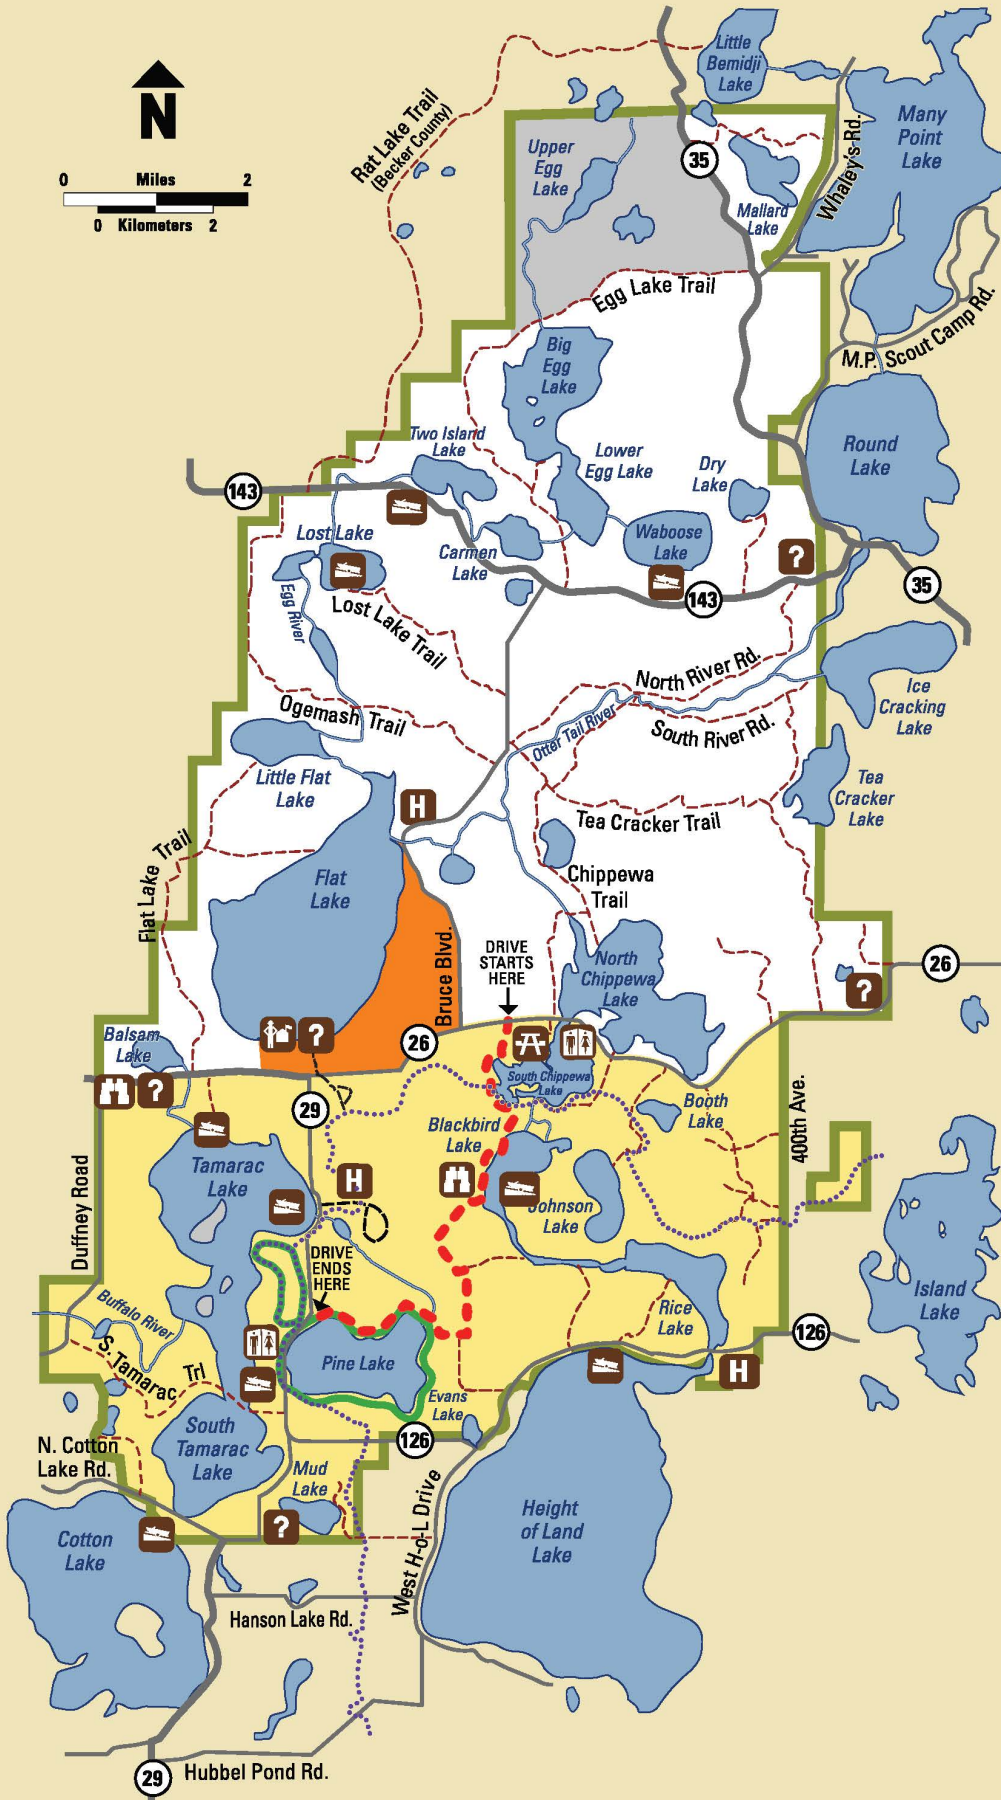 Little
Bemidji
Lake
Many
Point
Lake
N
Rat Lake Trail
(Becker County)
Upper
Egg
Lake
35
Whaley's Rd.
0 Miles 2
0 Kilometers 2
Mallard
Lake
Egg Lake Trail
M.P. Scout Camp Rd.
Big
Egg
Lake
Two Island
Lake
Lower
Egg Lake
Dry
Lake
Round
Lake
143
Lost Lake
Carmen
Lake
Waboose
Lake
?
143
35
Egg River
Lost Lake Trail
North River Rd.
Ice
Cracking
Lake
Ogemash Trail
Otter Tail River
South River Rd.
Little Flat
Lake
H
Tea
Cracker
Lake
Tea Cracker Trail
Flat Lake Trail
Flat
Lake
Chippewa
Trail
Bruce Blvd.
DRIVE
STARTS
HERE
North
Chippewa
Lake
26
?
Balsam
Lake
?
26
South Chippewa
Lake
?
29
Blackbird
Lake
Booth
Lake
400th Ave.
Duffney Road
Tamarac
Lake
H
Johnson
Lake
DRIVE
ENDS
HERE
Island
Lake
Buffalo River
Rice
Lake
126
S. Tamarac Trl
Pine Lake
H
Evans
Lake
South
Tamarac
Lake
126
N. Cotton
Lake Rd.
Mud
Lake
?
West H-o-L Drive
Height
of Land
Lake
Cotton
Lake
Hanson Lake Rd.
29
Hubbel Pond Rd.